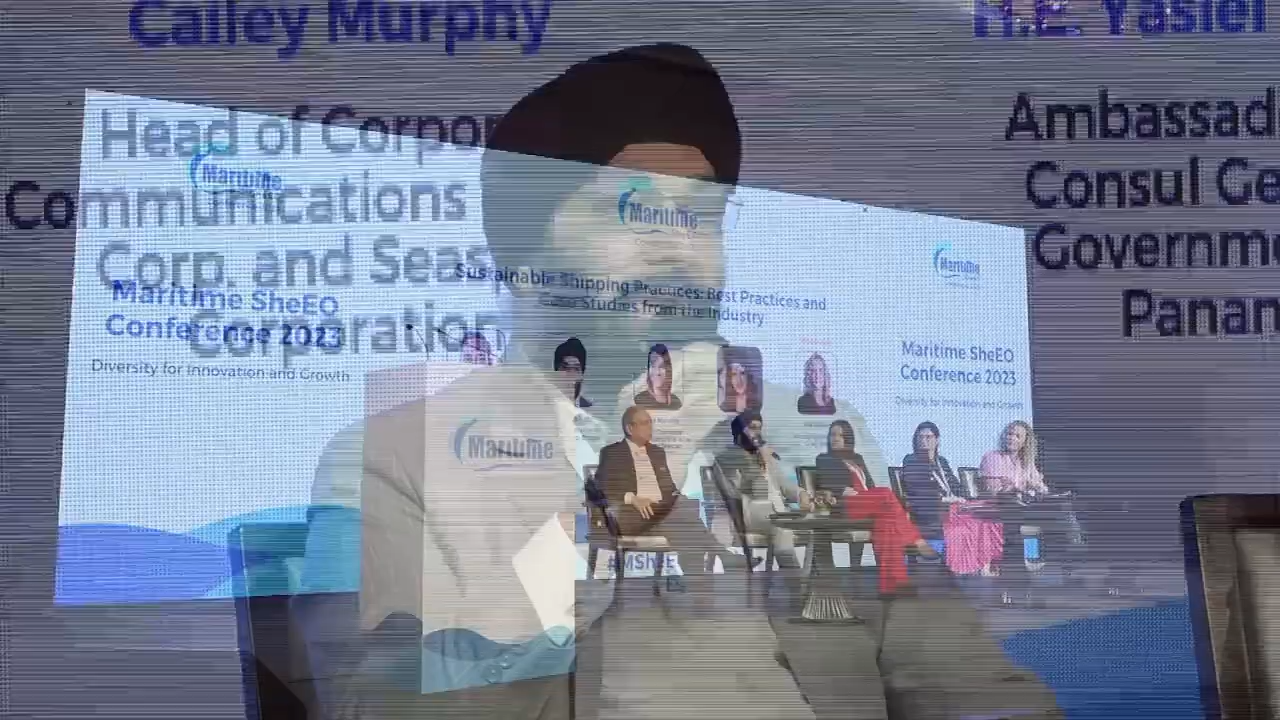 Cailey Murphy
H.E. Yasiel
Head of Corpor
Communications
Corp. and Seas
Corporation
Ambassad
Consul Ge
Governme
Panam
Maritime
Maritime SheEO
Conference 2023
Diversity for Innovation and Growth
Maritime
Sustainable Shipping Practices: Best Practices and
Case Studies from the Industry
Maritime
Maritime SheEO
Conference 2023
Diversity for Innovation and Growth
Maritime
#MSheE